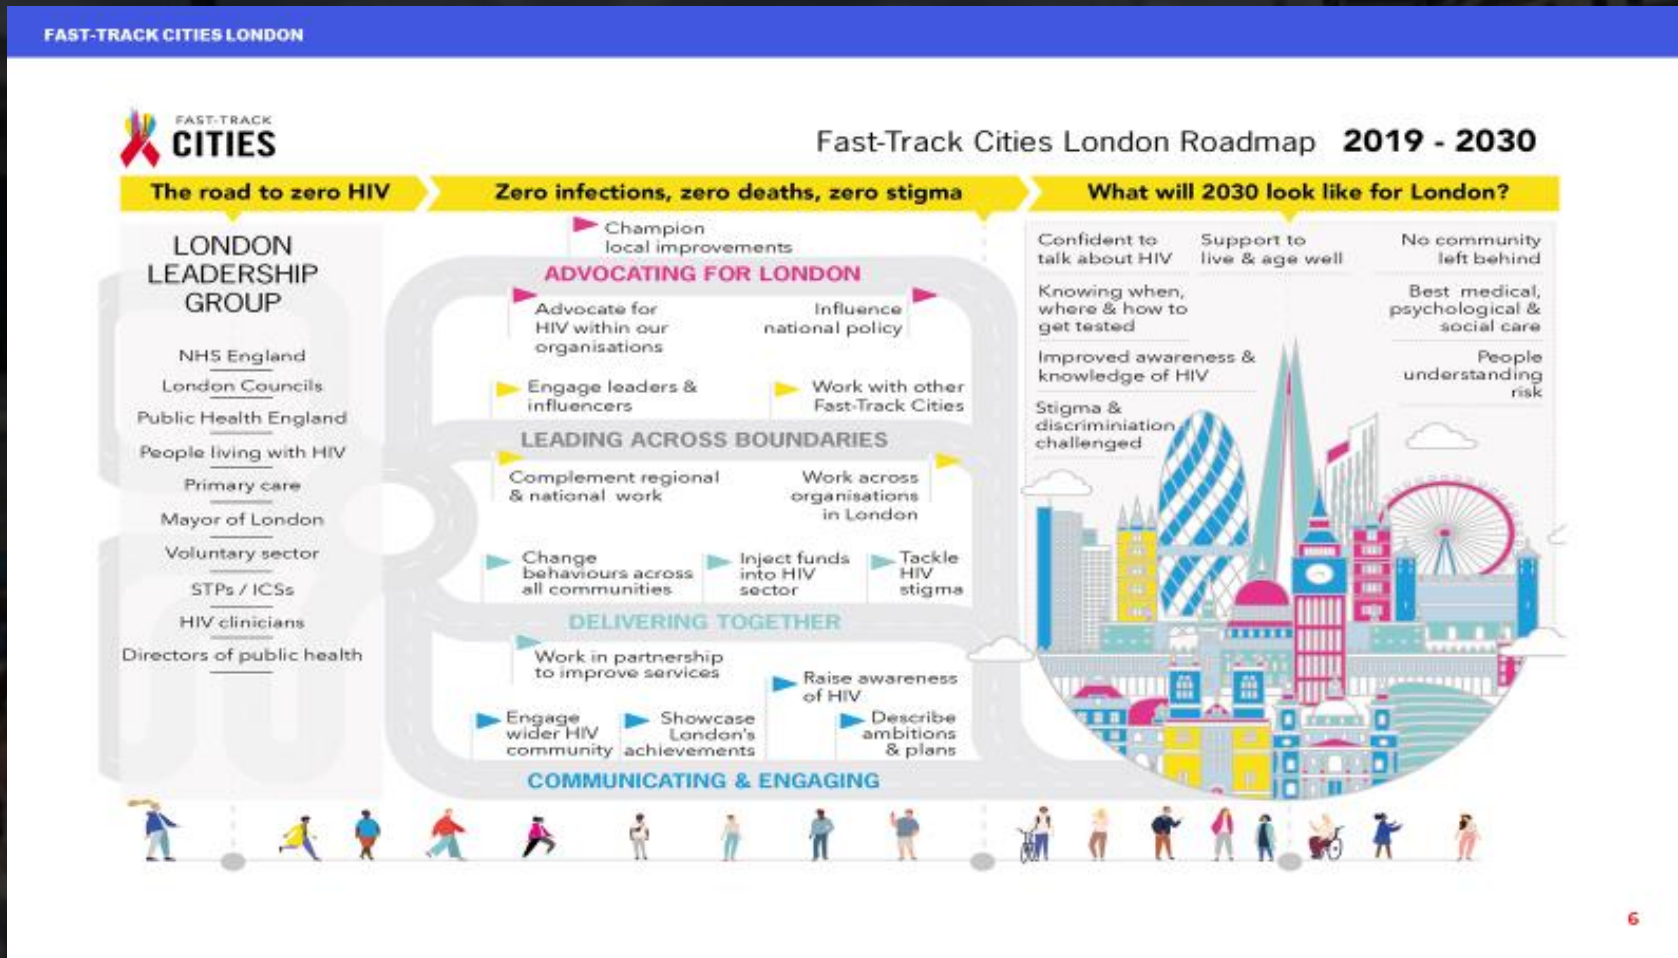 FAST-TRACK CITIES LONDON
FAST-TRACK
CITIES
Fast-Track Cities London Roadmap 2019 - 2030
The road to zero HIV
Zero infections, zero deaths, zero stigma
What will 2030 look like for London?
LONDON
LEADERSHIP
GROUP
NHS England
London Councils
Public Health England
People living with HIV
Primary care
Mayor of London
Voluntary sector
STPs / ICSs
HIV clinicians
Directors of public health
Champion
local improvements
ADVOCATING FOR LONDON
Advocate for
HIV within our
organisations
Influence
national policy
Engage leaders &
influencers
Work with other
Fast-Track Cities
LEADING ACROSS BOUNDARIES
Complement regional
& national work
Work across
organisations
in London
Change
behaviours across
all communities
Inject funds
into HIV
sector
Tackle
HIV
stigma
DELIVERING TOGETHER
Work in partnership
to improve services
Raise awareness
of HIV
Engage
wider HIV
community
Showcase
London's
achievements
Describe
ambitions
& plans
COMMUNICATING & ENGAGING
Confident to
talk about HIV
Support to
live & age well
No community
left behind
Knowing when,
where & how to
get tested
Best medical,
psychological &
social care
Improved awareness &
knowledge of HIV
People
understanding
risk
Stigma &
discriminiation
challenged
6